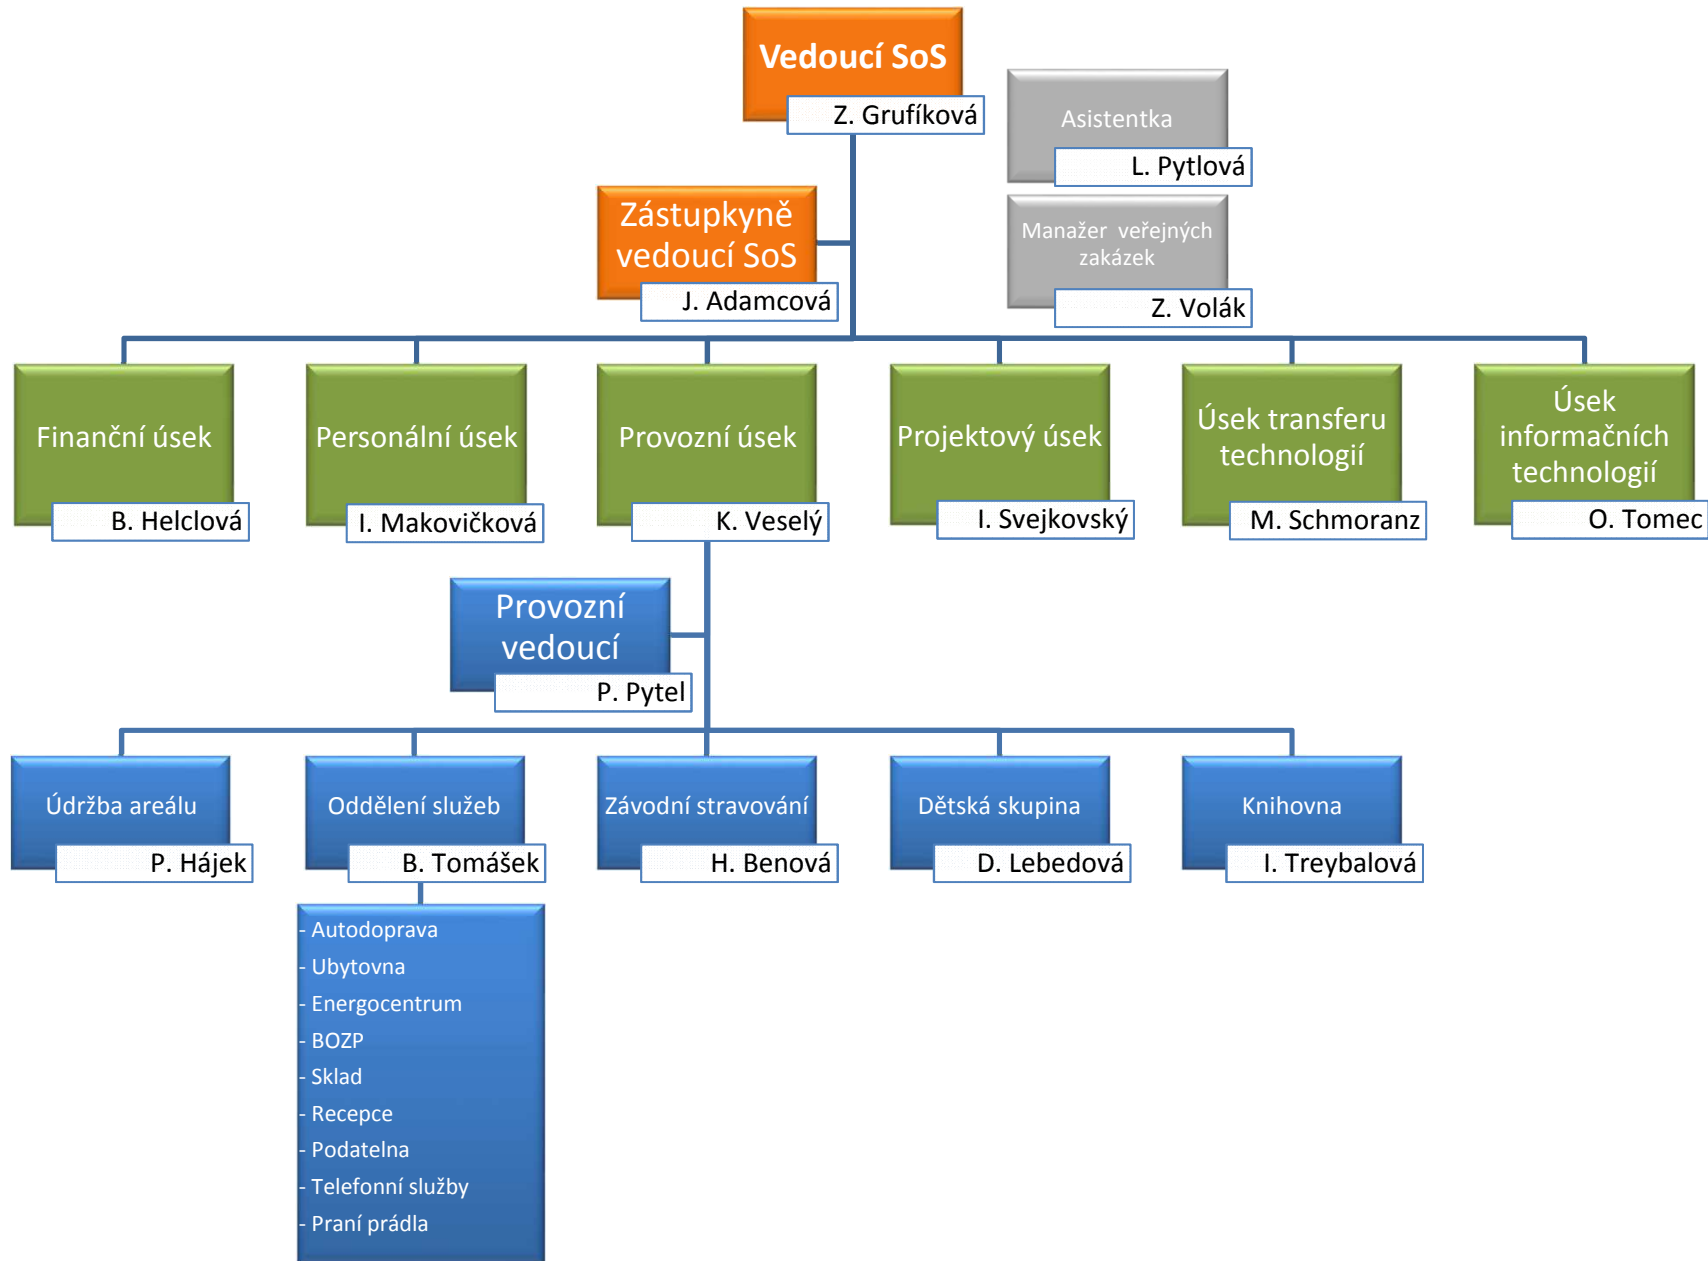 Vedoucí SoS
Z. Grufíková
Asistentka
L. Pytlová
Zástupkyně
vedoucí SoS
J. Adamcová
Manažer veřejných
zakázek
Z. Volák
Finanční úsek
B. Helclová
Personální úsek
I. Makovičková
Provozní úsek
K. Veselý
Projektový úsek
I. Svejkovský
Úsek transferu
technologií
M. Schmoranz
Úsek
informačních
technologií
O. Tomec
Provozní
vedoucí
P. Pytel
Údržba areálu
P. Hájek
Oddělení služeb
B. Tomášek
Závodní stravování
H. Benová
Dětská skupina
D. Lebedová
Knihovna
I. Treybalová
- Autodoprava
- Ubytovna
- Energocentrum
- BOZP
- Sklad
- Recepce
- Podatelna
- Telefonní služby
- Praní prádla